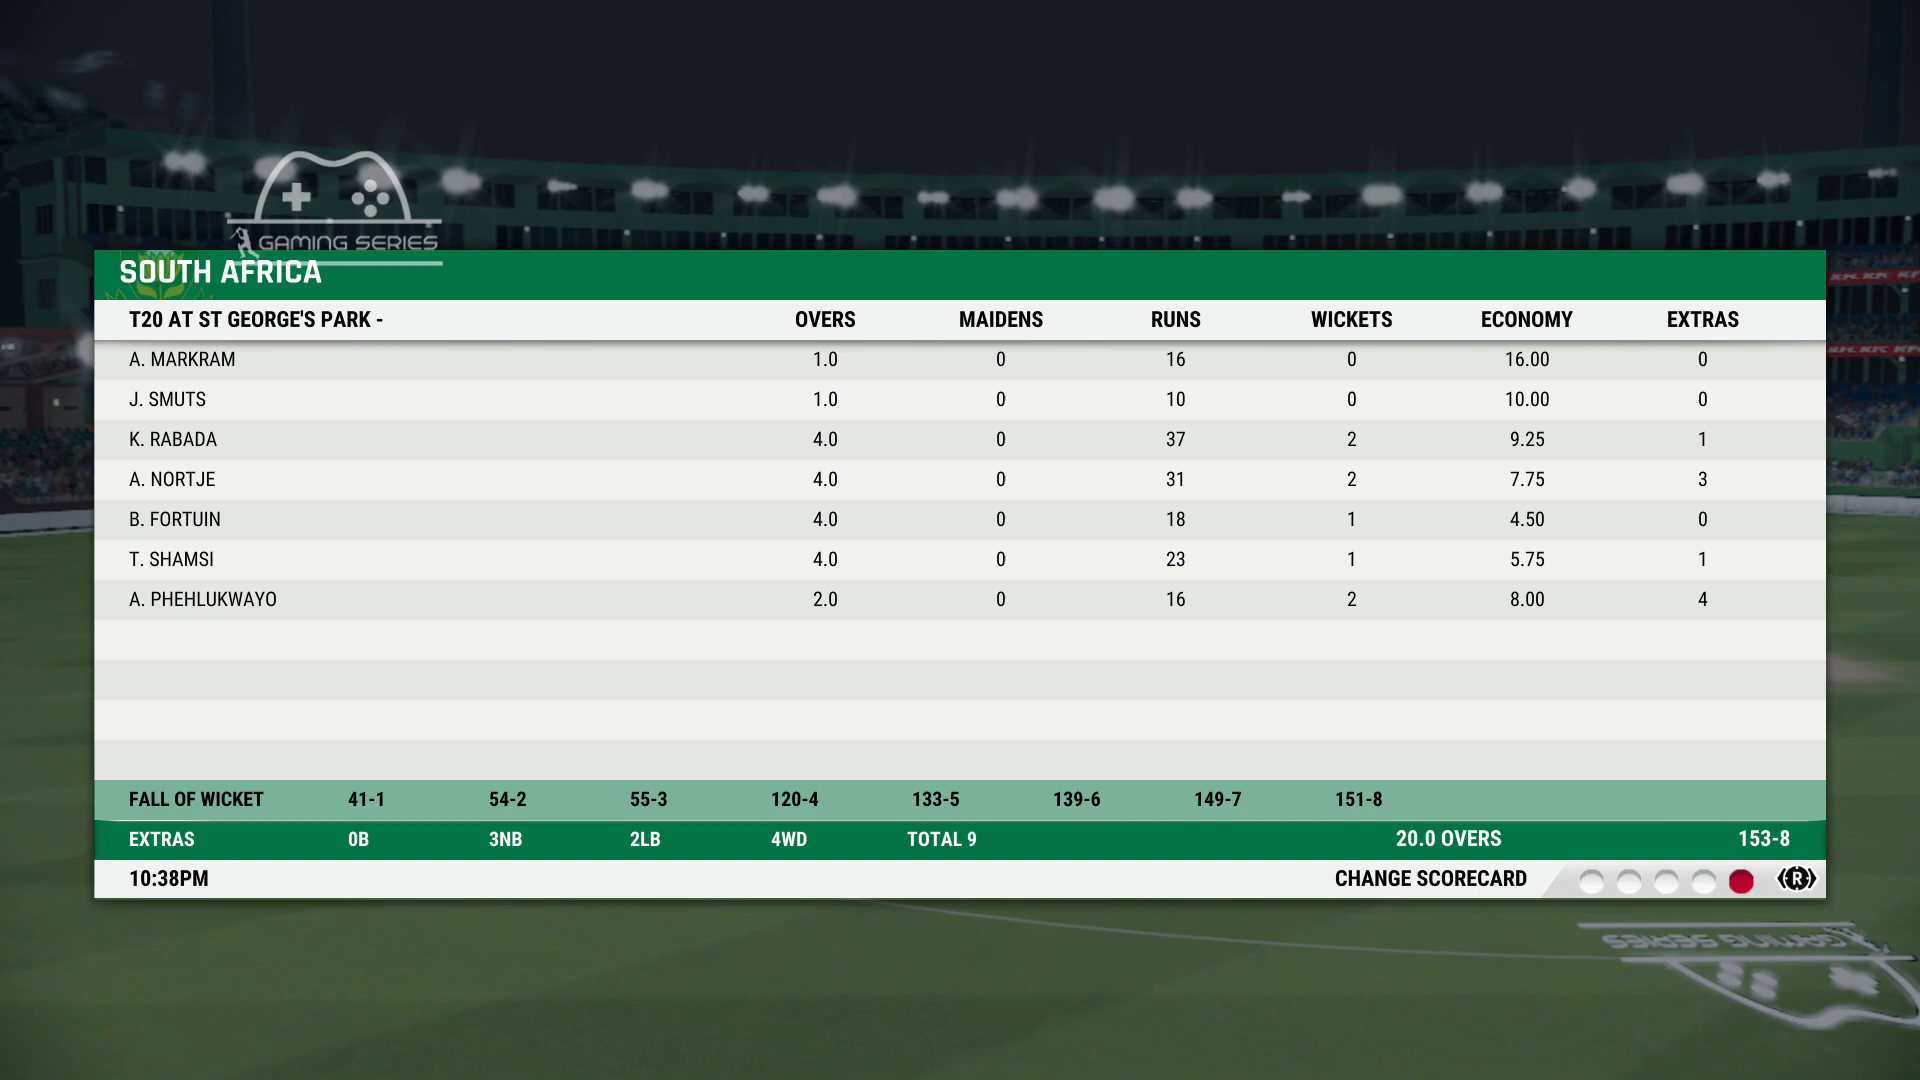 GAMING SERIES
SOUTH AFRICA
T20 AT ST GEORGE'S PARK - OVERS MAIDENS RUNS WICKETS ECONOMY EXTRAS
A. MARKRAM 1.0 0 16 0 16.00 0
J. SMUTS 1.0 0 10 0 10.00 0
K. RABADA 4.0 0 37 2 9.25 1
A. NORTJE 4.0 0 31 2 7.75 3
B. FORTUIN 4.0 0 18 1 4.50 0
T. SHAMSI 4.0 0 23 1 5.75 1
A. PHEHLUKWAYO 2.0 0 16 2 8.00 4
FALL OF WICKET 41-1 54-2 55-3 120-4 133-5 139-6 149-7 151-8
EXTRAS 0B 3NB 2LB 4WD TOTAL 9 20.0 OVERS 153-8
10:38PM CHANGE SCORECARD R
GAMING SERIES